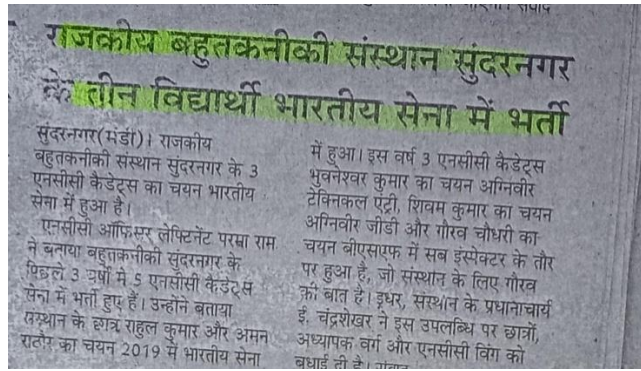 संवाद
राजकीय बहुतकनीकी संस्थान सुंदरनगर
के तीन विद्यार्थी भारतीय सेना में भर्ती
सुंदरनगर(मंडी)। राजकीय
बहुतकनीकी संस्थान सुंदरनगर के 3
एनसीसी कैडेट्स का चयन भारतीय
सेना में हुआ है।
एनसीसी ऑफिसर लेफ्टिनेंट परमा राम
ने बताया बहुतकनीकी सुंदरनगर के
पिछले 3 वर्षों में 5 एनसीसी कैडेट्स
सेना में भर्ती हुए हैं। उन्होंने बताया
संस्थान के छात्र राहुल कुमार और अमन
राठौर का चयन 2019 में भारतीय सेना
में हुआ। इस वर्ष 3 एनसीसी कैडेट्स
भुवनेश्वर कुमार का चयन अग्निवीर
टेक्निकल एंट्री, शिवम कुमार का चयन
अग्निवीर जीडी और गौरव चौधरी का
चयन बीएसएफ में सब इंस्पेक्टर के तौर
पर हुआ है, जो संस्थान के लिए गौरव
की बात है। इधर, संस्थान के प्रधानाचार्य
ई. चंद्रशेखर ने इस उपलब्धि पर छात्रों,
अध्यापक वर्ग और एनसीसी विंग को
बधाई दी है। संवाद